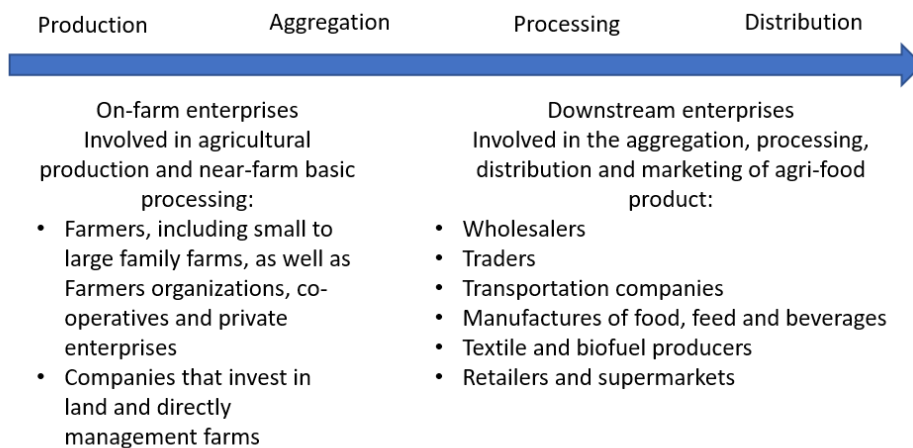 Production
Aggregation
Processing
Distribution
On-farm enterprises
Involved in agricultural
production and near-farm basic
processing:
• Farmers, including small to
large family farms, as well as
Farmers organizations, co-
operatives and private
enterprises
• Companies that invest in
land and directly
management farms
Downstream enterprises
Involved in the aggregation, processing,
distribution and marketing of agri-food
product:
• Wholesalers
• Traders
• Transportation companies
• Manufactures of food, feed and beverages
• Textile and biofuel producers
• Retailers and supermarkets